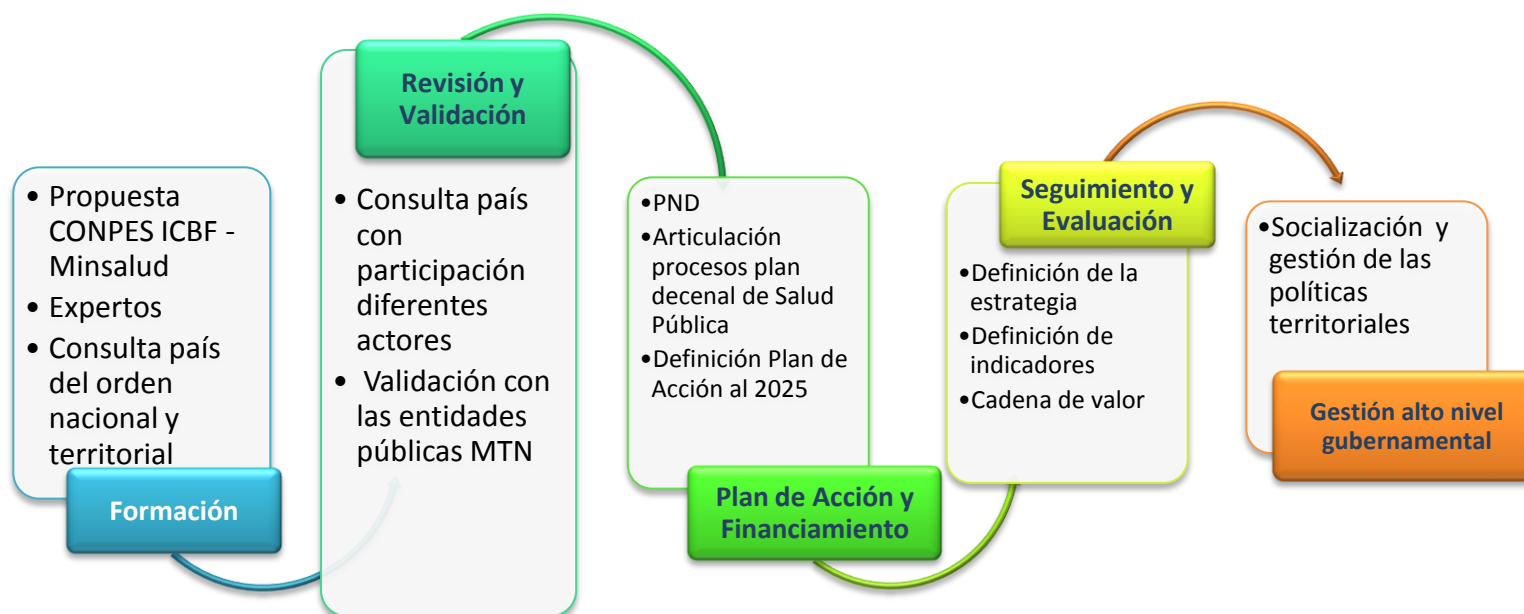 • Propuesta
CONPES ICBF -
Minsalud
• Expertos
• Consulta país
del orden
nacional y
territorial
Formación
Revisión y
Validación
• Consulta país
con
participación
diferentes
actores
• Validación con
las entidades
públicas MTN
•PND
•Articulación
procesos plan
decenal de Salud
Pública
•Definición Plan de
Acción al 2025
Plan de Acción y
Financiamiento
Seguimiento y
Evaluación
•Definición de la
estrategia
•Definición de
indicadores
•Cadena de valor
•Socialización y
gestión de las
políticas
territoriales
Gestión alto nivel
gubernamental